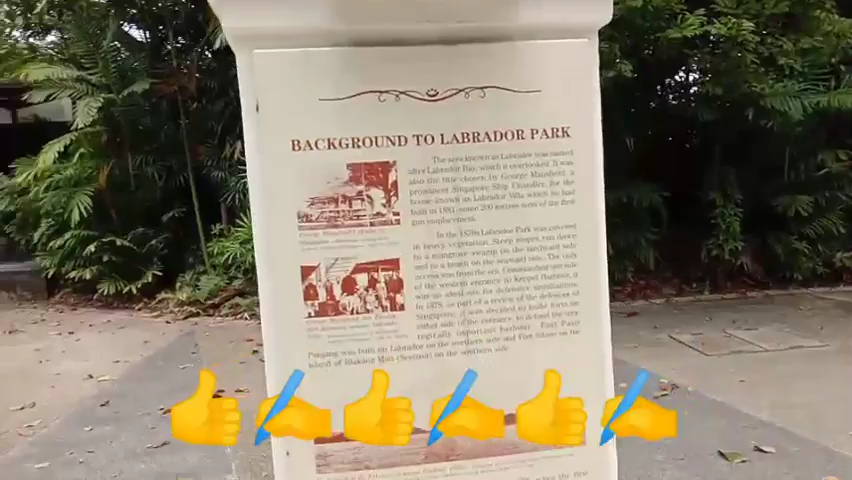 BACKGROUND TO LABRADOR PARK
The area known as Labrador was named
after Labrador Bay, which it overlooked. It was
also the title chosen by George Mansfield, a
prominent Singapore Ship Chandler, for the
house known as Labrador Villa which he had
built in 1881, some 200 metres west of the first
gun emplacement.
In the 1870s Labrador Park was covered
in heavy vegetation. Steep slopes ran down
to a mangrove swamp on the landward side
and to a beach on the seaward side. The only
access was from the sea. Commanding one side
of the western entrance to Keppel Harbour, it
was an ideal site for defensive installations.
In 1878, as part of a review of the defences of
Singapore, it was decided to build forts on
either side of the entrance, to defend the very
important harbour. Fort Pasir
Panjang was built on Labrador on the northern side and Fort Siloso on the
island of Blakang Mati (Sentosa) on the southern side.